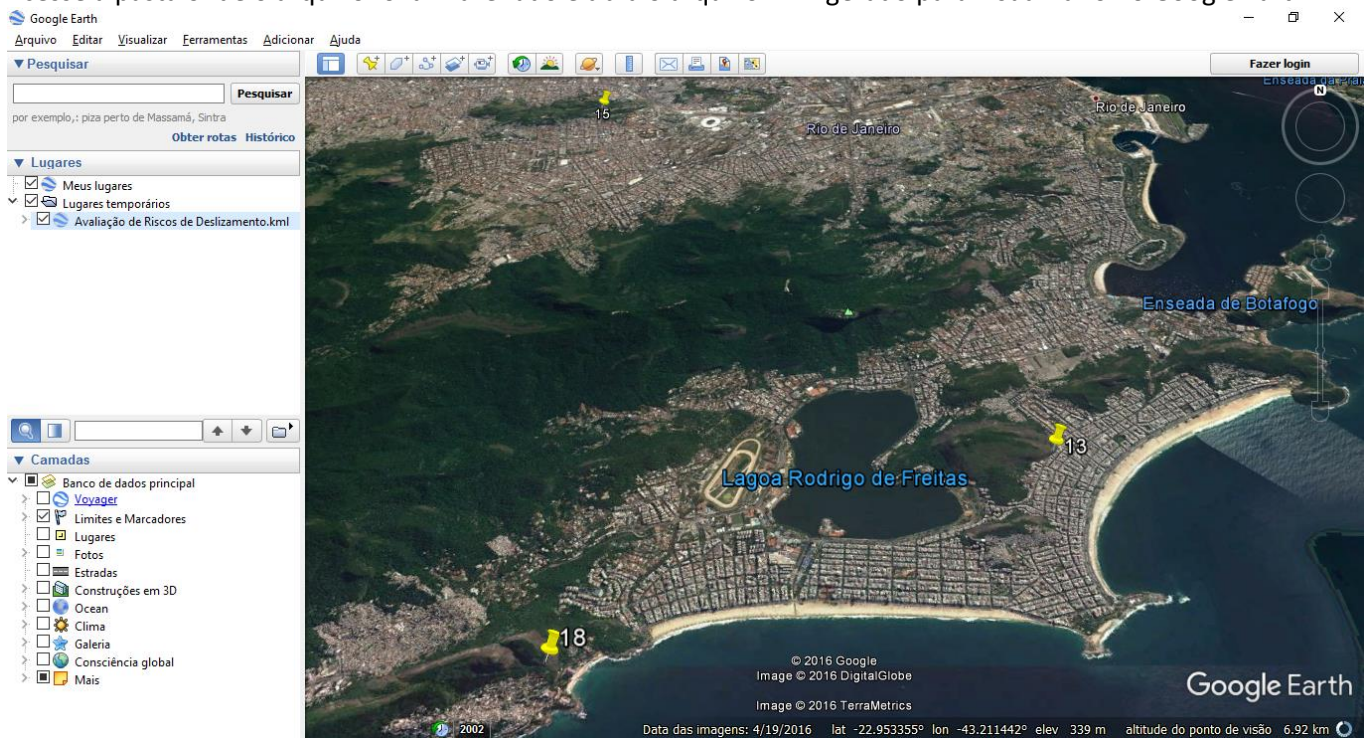 Google Earth
Arquivo Editar Visualizar Ferramentas Adicionar Ajuda
Pesquisar
Fazer login
Pesquisar
por exemplo,: piza perto de Massamá, Sintra
Obter rotas Histórico
Lugares
Meus lugares
Lugares temporários
Avaliação de Riscos de Deslizamento.kml
Camadas
Banco de dados principal
Voyager
Limites e Marcadores
Lugares
Fotos
Estradas
Construções em 3D
Ocean
Clima
Galeria
Consciência global
Mais
Enseada da
N
15
Rio de Janeiro
Rio de Janeiro
Enseada de Botafogo
13
Lagoa Rodrigo de Freitas
18
© 2016 Google
Image © 2016 DigitalGlobe
Image © 2016 TerraMetrics
Google Earth
2002
Data das imagens: 4/19/2016 lat -22.953355° lon -43.211442° elev 339 m altitude do ponto de visão 6.92 km